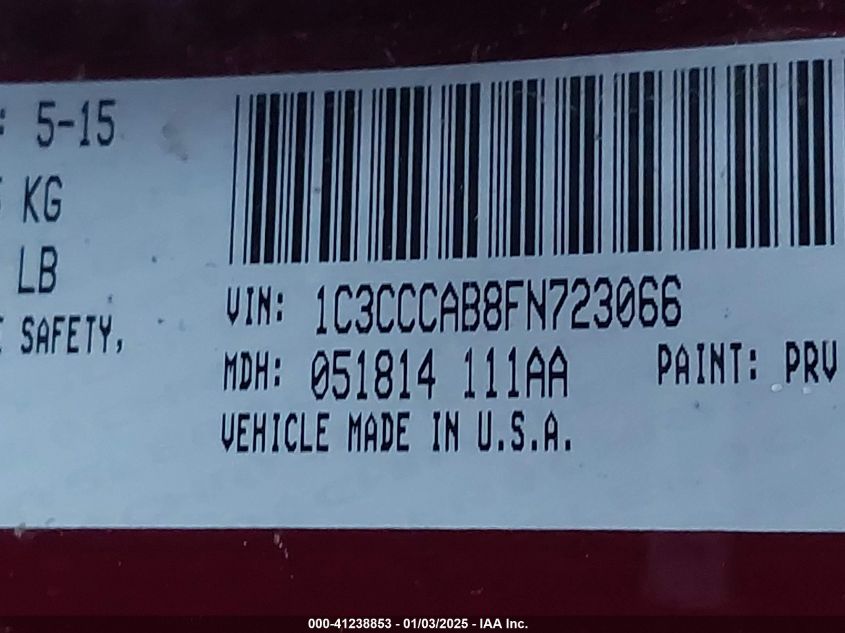 : 5-15
KG
LB
SAFETY,
VIN: 1C3CCCAB8FN723066
MDH: 051814 111AA
PAINT: PRV
VEHICLE MADE IN U.S.A.
000-41238853 - 01/03/2025 - IAA Inc.